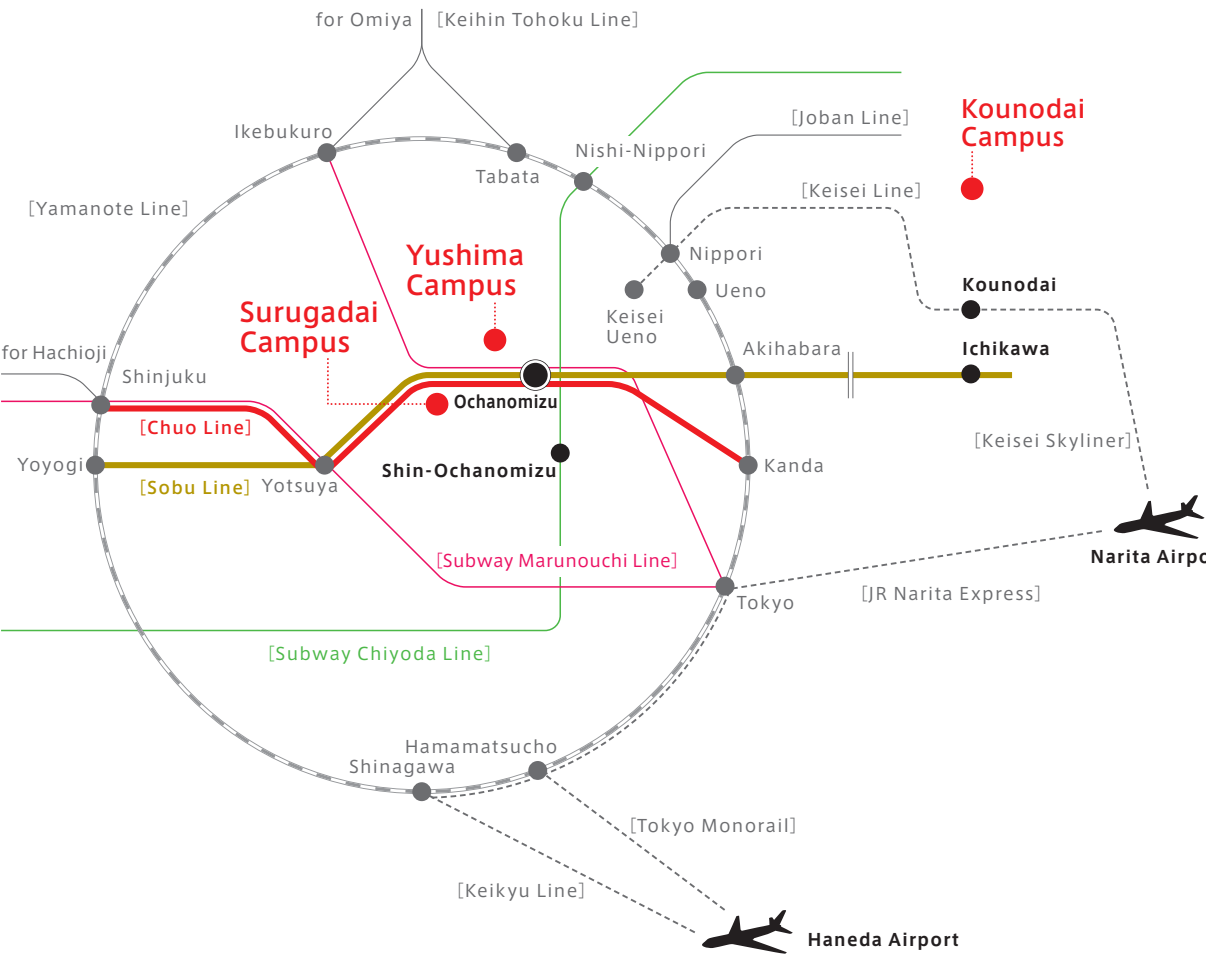 for Omiya
[Keihin Tohoku Line]
Kounodai
Campus
[Joban Line]
Ikebukuro
Nishi-Nippori
Tabata
[Keisei Line]
[Yamanote Line]
Yushima
Campus
Nippori
Kounodai
Ueno
Surugadai
Campus
Keisei
Ueno
for Hachioji
Akihabara
Ichikawa
Shinjuku
Ochanomizu
[Chuo Line]
[Keisei Skyliner]
Yoyogi
Shin-Ochanomizu
Kanda
[Sobu Line]
Yotsuya
[Subway Marunouchi Line]
Narita Airpo
[JR Narita Express]
Tokyo
[Subway Chiyoda Line]
Hamamatsucho
Shinagawa
[Tokyo Monorail]
[Keikyu Line]
Haneda Airport